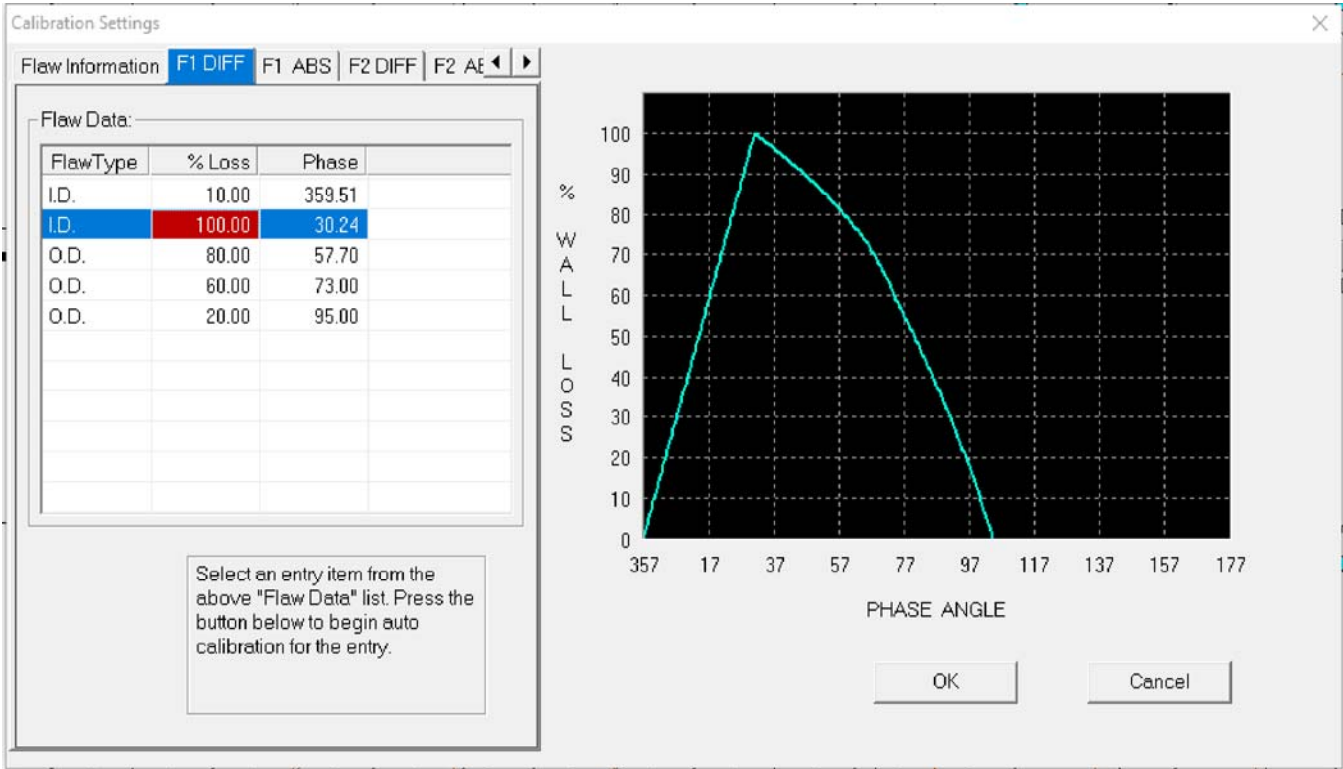 Calibration Settings
Flaw Information F1 DIFF F1 ABS F2 DIFF F2 AE
Flaw Data:
FlawType % Loss Phase
I.D. 10.00 359.51
I.D. 100.00 30.24
O.D. 80.00 57.70
O.D. 60.00 73.00
O.D. 20.00 95.00
Select an entry item from the
above "Flaw Data" list. Press the
button below to begin auto
calibration for the entry.
% WALL LOSS
100
90
80
70
60
50
40
30
20
10
0
357 17 37 57 77 97 117 137 157 177
PHASE ANGLE
OK Cancel